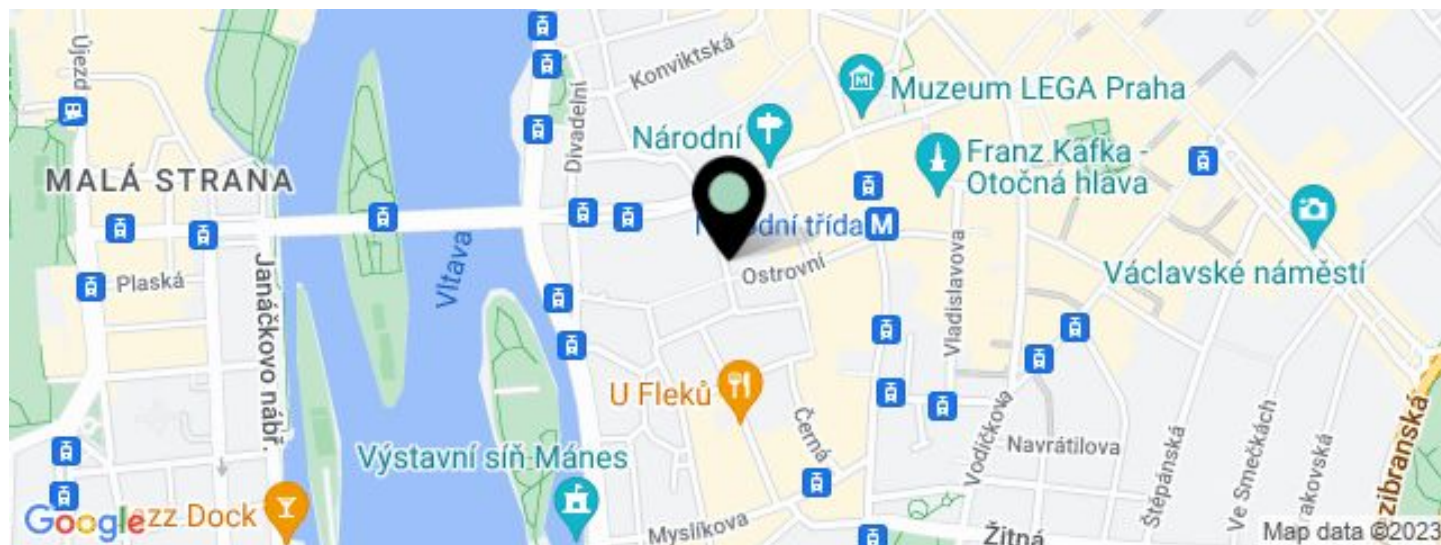 Újezd
MALÁ STRANA
Plaská
Janáčkovo nábř.
Vltava
Divadelní
Konviktská
Národní
Muzeum LEGA Praha
Franz Kafka -
Otočná hlava
třída
M
Ostrovní
Vladislavova
Václavské náměstí
U Fleků
Černá
Výstavní síň Mánes
Vodičkova
Navrátilova
Štěpánská
Ve Smečkách
Myslíkova
Žitná
Dock
Google
Map data ©2023